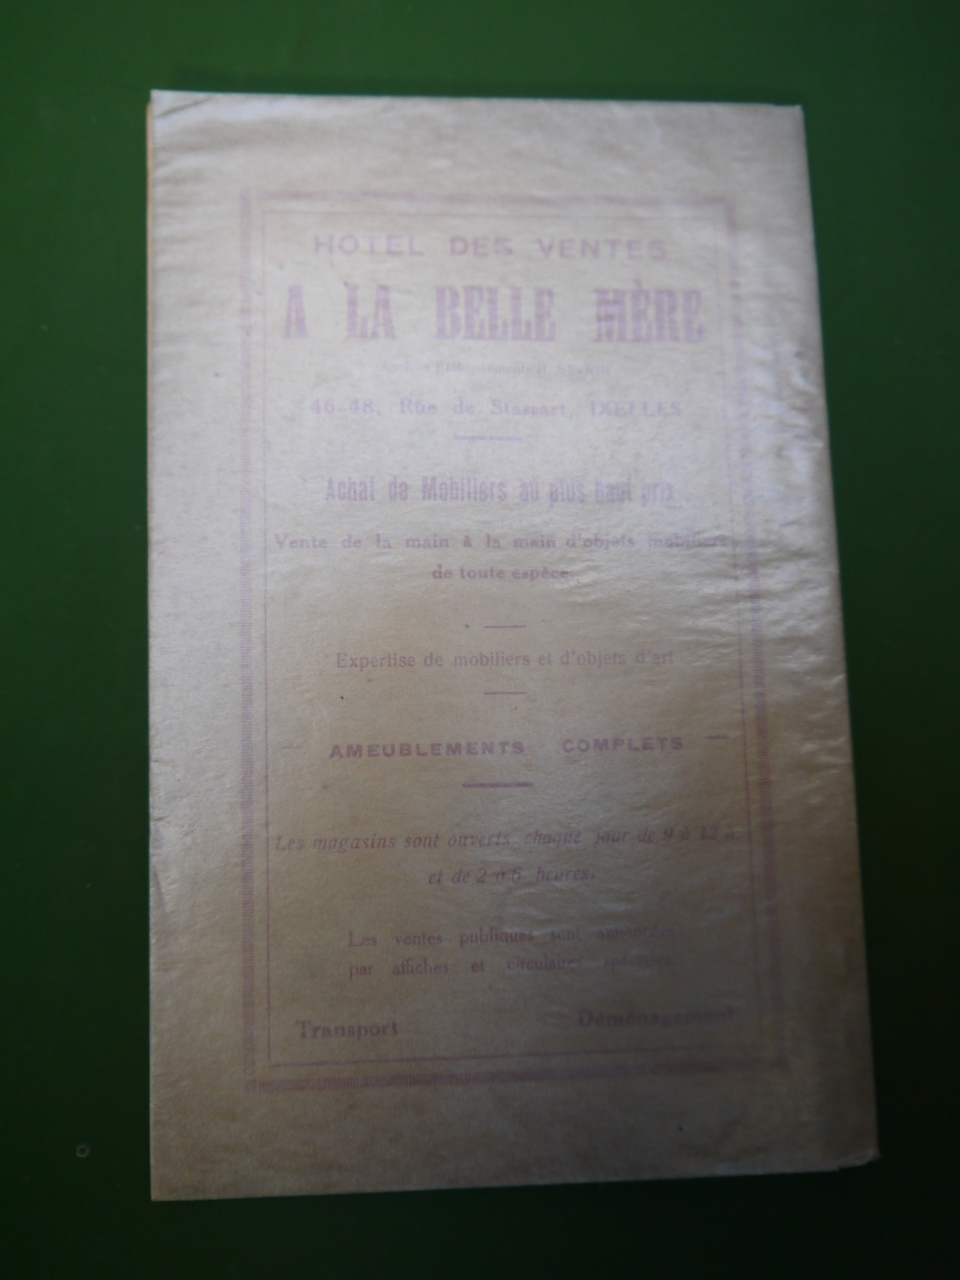 HOTEL DES VENTES
A LA BELLE MÈRE
46-48, Rue de Stassart, IXELLES
Achat de Mobiliers au plus haut prix
Vente de la main à la main d'objets mobiliers
de toute espèce
Expertise de mobiliers et d'objets d'art
— AMEUBLEMENTS COMPLETS —
Les magasins sont ouverts chaque jour de 9 à 12 h.
et de 2 à 6 heures.
Les ventes publiques sont annoncées
par affiches et circulaires spéciales
Transport Déménagement